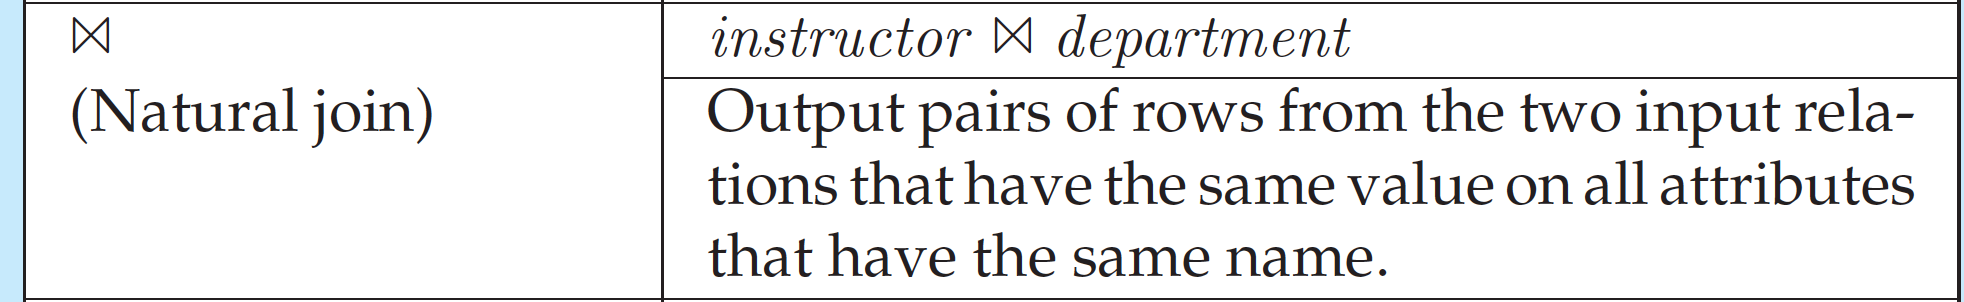 ⋈
(Natural join)
instructor ⋈ department
Output pairs of rows from the two input rela-
tions that have the same value on all attributes
that have the same name.